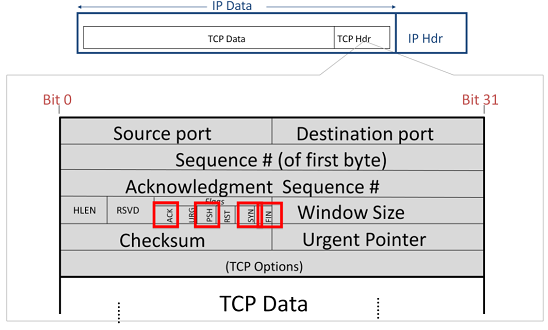 IP Data
TCP Data TCP Hdr IP Hdr
Bit 0 Bit 31
Source port Destination port
Sequence # (of first byte)
Acknowledgment Sequence #
Flags
HLEN RSVD ACK URG PSH RST SYN FIN Window Size
Checksum Urgent Pointer
(TCP Options)
TCP Data